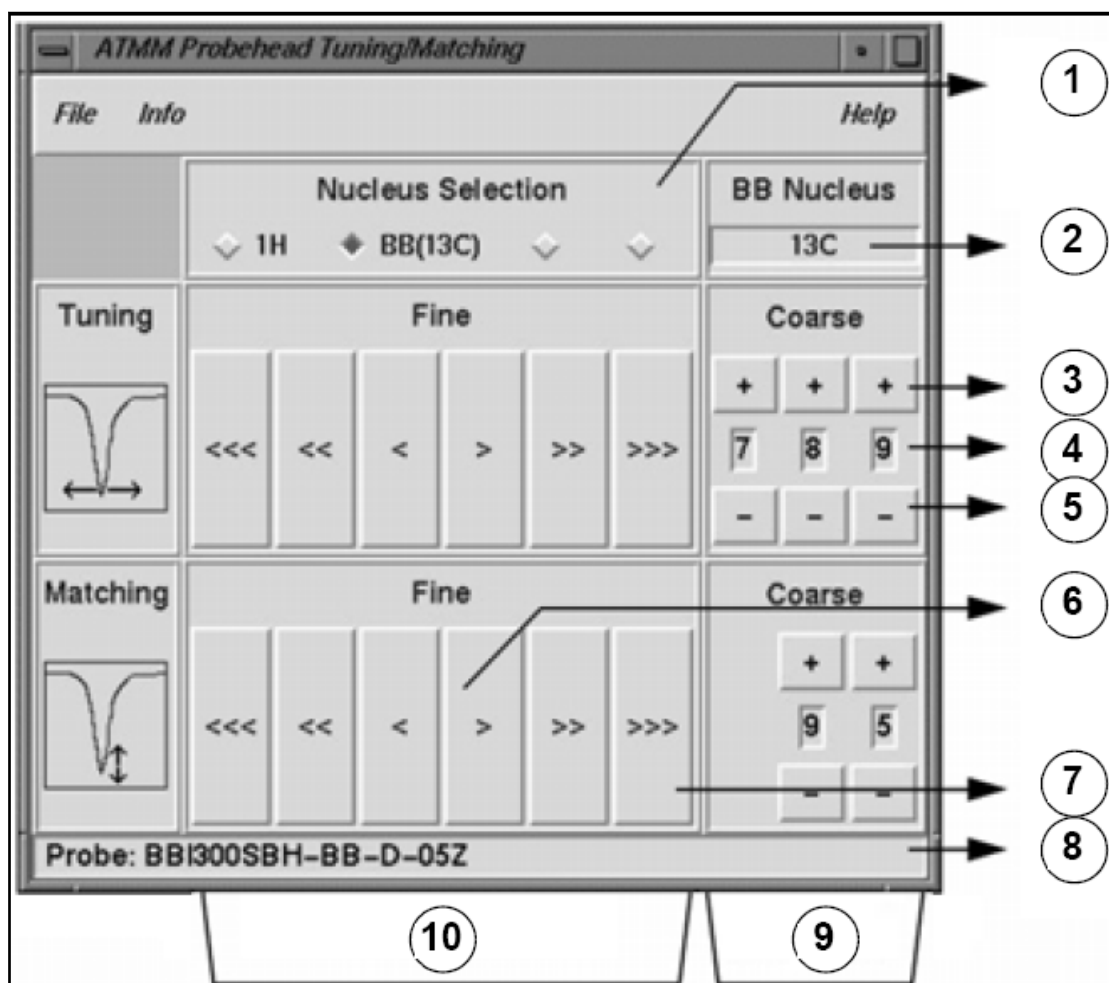 ATMM Probehead Tuning/Matching
File Info Help
1
Nucleus Selection
BB Nucleus
1H BB(13C)
13C
2
Tuning
Fine
Coarse
+ + +
3
<<< << < > >> >>>
7 8 9
4
- - -
5
Matching
Fine
Coarse
6
+ +
<<< << < > >> >>>
9 5
- -
7
Probe: BBI300SBH-BB-D-05Z
8
10
9